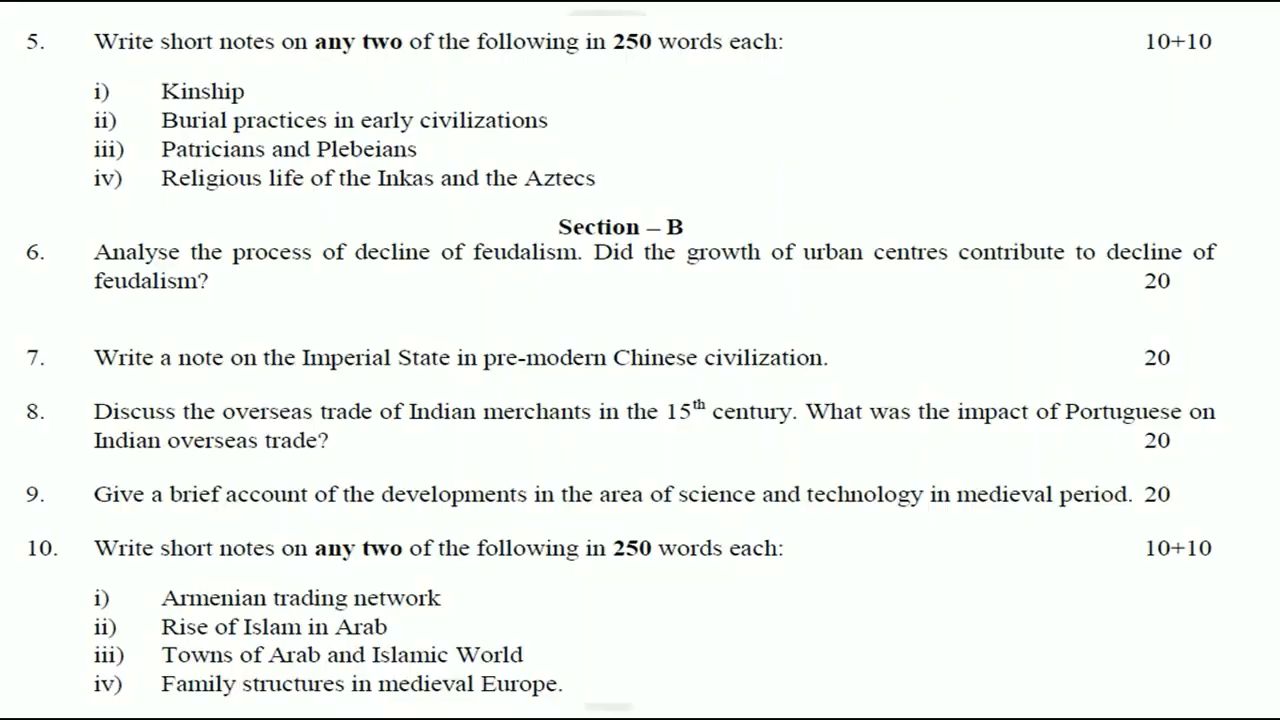 5. Write short notes on any two of the following in 250 words each: 10+10
i) Kinship
ii) Burial practices in early civilizations
iii) Patricians and Plebeians
iv) Religious life of the Inkas and the Aztecs
Section – B
6. Analyse the process of decline of feudalism. Did the growth of urban centres contribute to decline of
feudalism? 20
7. Write a note on the Imperial State in pre-modern Chinese civilization. 20
8. Discuss the overseas trade of Indian merchants in the 15th century. What was the impact of Portuguese on
Indian overseas trade? 20
9. Give a brief account of the developments in the area of science and technology in medieval period. 20
10. Write short notes on any two of the following in 250 words each: 10+10
i) Armenian trading network
ii) Rise of Islam in Arab
iii) Towns of Arab and Islamic World
iv) Family structures in medieval Europe.